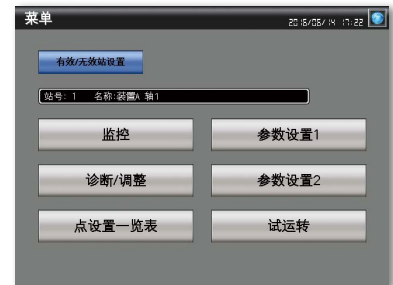 菜单 2016/06/14 17:22
有效/无效站设置
站号: 1 名称:装置A 轴1
监控 参数设置1
诊断/调整 参数设置2
点设置一览表 试运转